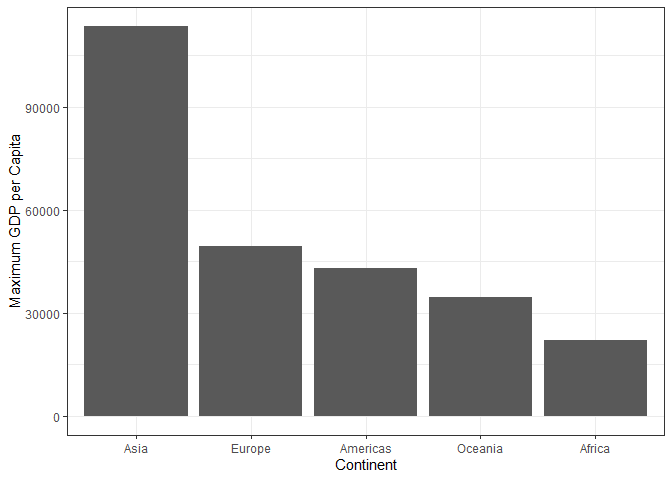 Maximum GDP per Capita
90000
60000
30000
0
Asia Europe Americas Oceania Africa
Continent